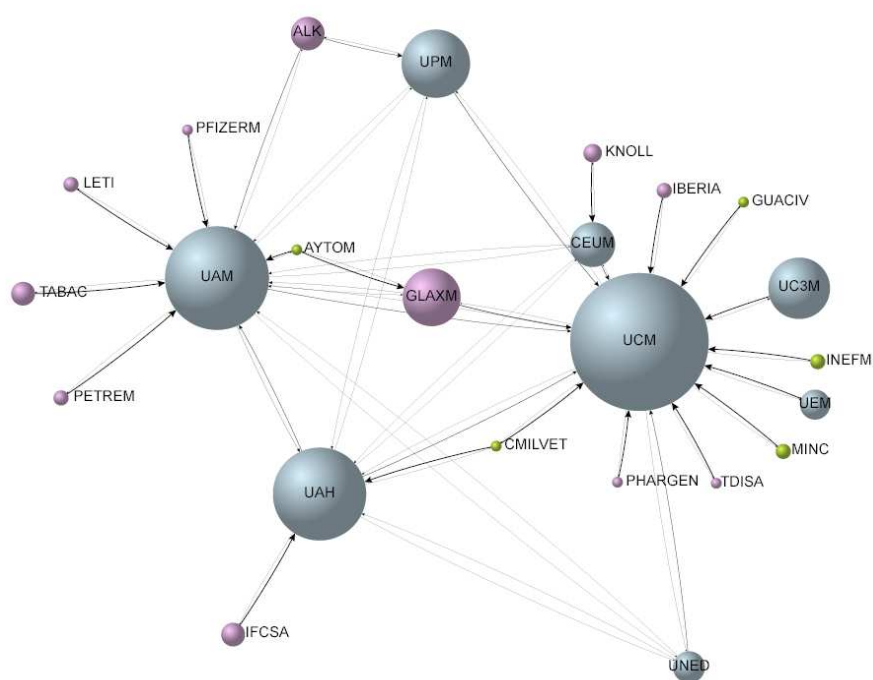 ALK
UPM
PFIZERM
KNOLL
LETI
IBERIA
GUACIV
CEUM
AYTOM
UAM
UC3M
TABAC
GLAXM
UCM
INEFM
PETREM
UEM
CMILVET
MINC
PHARGEN
TDISA
UAH
IFCSA
UNED